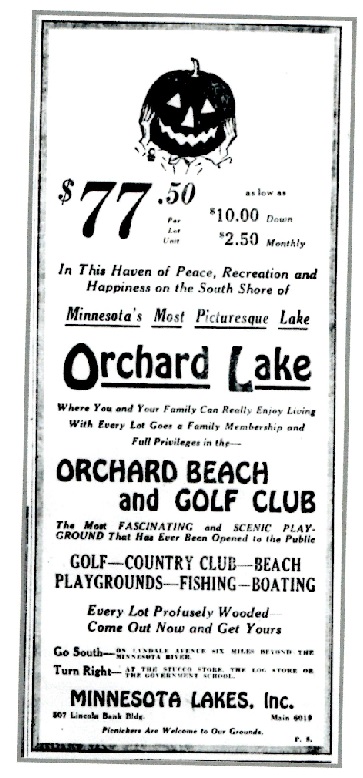 $77.50
Per
Lot
Unit
as low as
$10.00 Down
$2.50 Monthly
In This Haven of Peace, Recreation and
Happiness on the South Shore of
Minnesota's Most Picturesque Lake
Orchard Lake
Where You and Your Family Can Really Enjoy Living
With Every Lot Goes a Family Membership and
Full Privileges in the—
ORCHARD BEACH
and GOLF CLUB
The Most FASCINATING and SCENIC PLAY-
GROUND That Has Ever Been Opened to the Public
GOLF—COUNTRY CLUB—BEACH
PLAYGROUNDS—FISHING—BOATING
Every Lot Profusely Wooded
Come Out Now and Get Yours
Go South—ON LYNDALE AVENUE SIX MILES BEYOND THE
MINNESOTA RIVER.
Turn Right—AT THE STUCCO STORE, THE LOG STORE OR
THE GOVERNMENT SCHOOL.
MINNESOTA LAKES, Inc.
807 Lincoln Bank Bldg. Main 6019
Picnickers Are Welcome to Our Grounds.
P. S.